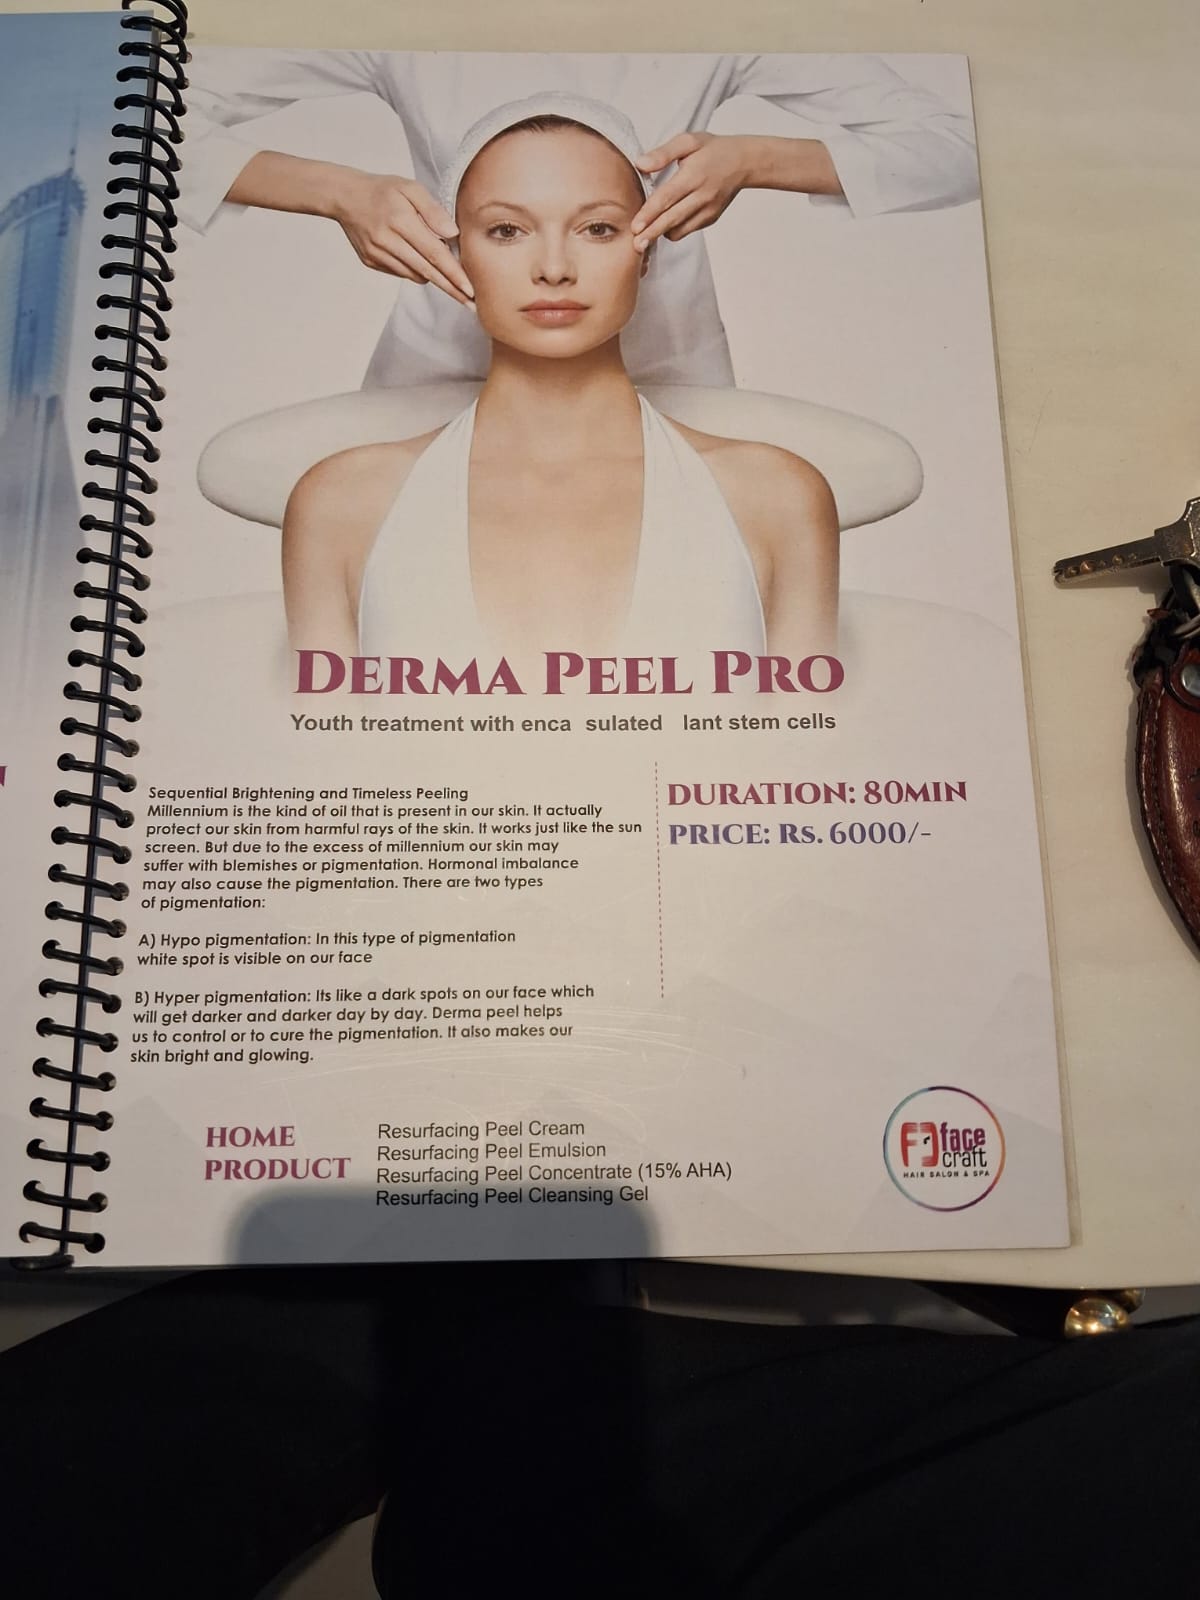 DERMA PEEL PRO
Youth treatment with enca sulated lant stem cells
Sequential Brightening and Timeless Peeling
Millennium is the kind of oil that is present in our skin. It actually
protect our skin from harmful rays of the skin. It works just like the sun
screen. But due to the excess of millennium our skin may
suffer with blemishes or pigmentation. Hormonal imbalance
may also cause the pigmentation. There are two types
of pigmentation:
A) Hypo pigmentation: In this type of pigmentation
white spot is visible on our face
B) Hyper pigmentation: Its like a dark spots on our face which
will get darker and darker day by day. Derma peel helps
us to control or to cure the pigmentation. It also makes our
skin bright and glowing.
DURATION: 80MIN
PRICE: Rs. 6000/-
HOME
PRODUCT
Resurfacing Peel Cream
Resurfacing Peel Emulsion
Resurfacing Peel Concentrate (15% AHA)
Resurfacing Peel Cleansing Gel
face
craft
HAIR SALON & SPA